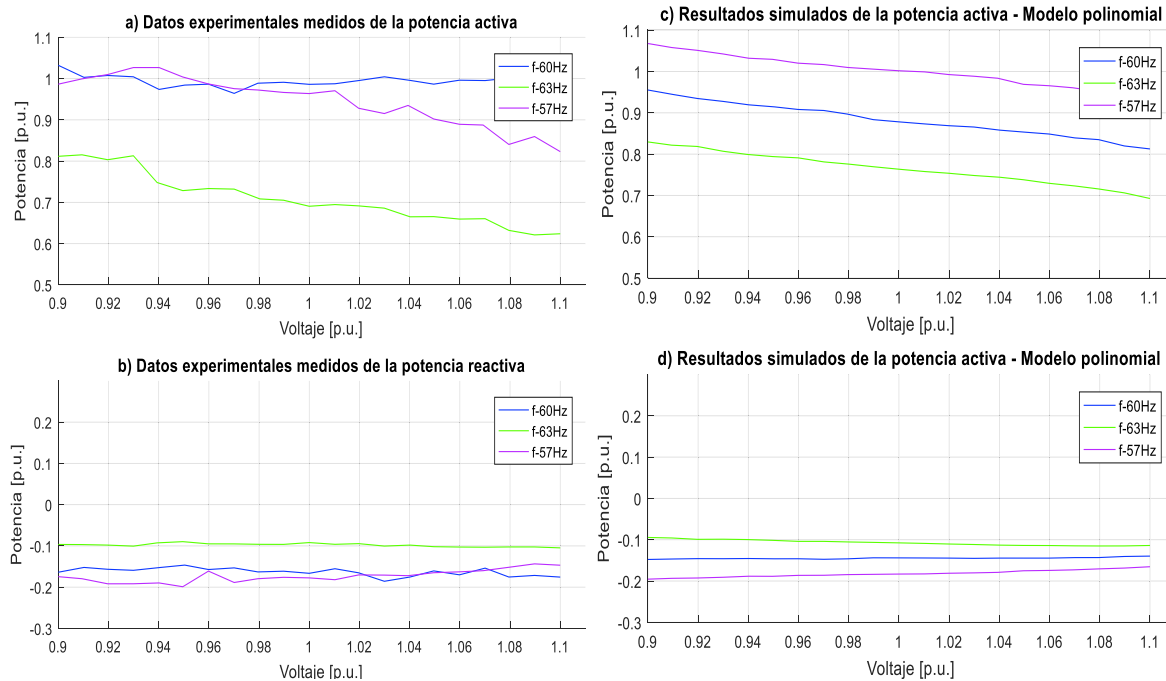 a) Datos experimentales medidos de la potencia activa
1.1
1
0.9
0.8
0.7
0.6
0.5
Potencia [p.u.]
f-60Hz
f-63Hz
f-57Hz
0.9 0.92 0.94 0.96 0.98 1 1.02 1.04 1.06 1.08 1.1
Voltaje [p.u.]
c) Resultados simulados de la potencia activa - Modelo polinomial
1.1
1
0.9
0.8
0.7
0.6
0.5
Potencia [p.u.]
f-60Hz
f-63Hz
f-57Hz
0.9 0.92 0.94 0.96 0.98 1 1.02 1.04 1.06 1.08 1.1
Voltaje [p.u.]
b) Datos experimentales medidos de la potencia reactiva
0.2
0.1
0
-0.1
-0.2
-0.3
Potencia [p.u.]
f-60Hz
f-63Hz
f-57Hz
0.9 0.92 0.94 0.96 0.98 1 1.02 1.04 1.06 1.08 1.1
Voltaje [p.u.]
d) Resultados simulados de la potencia activa - Modelo polinomial
0.2
0.1
0
-0.1
-0.2
-0.3
Potencia [p.u.]
f-60Hz
f-63Hz
f-57Hz
0.9 0.92 0.94 0.96 0.98 1 1.02 1.04 1.06 1.08 1.1
Voltaje [p.u.]